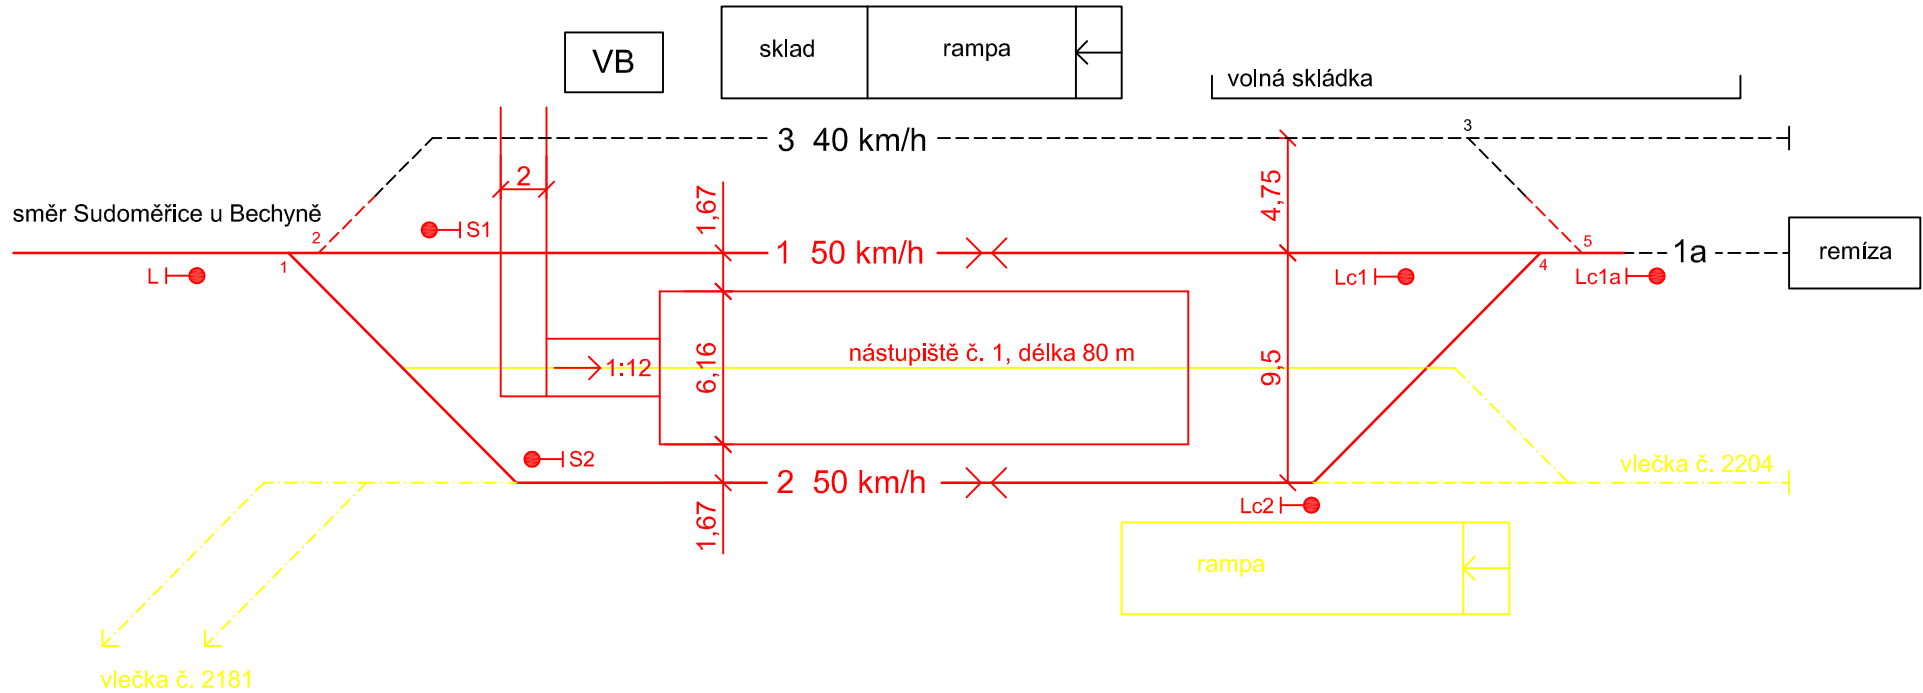 VB
sklad
rampa
volná skládka
3 40 km/h
3
2
1,67
4,75
směr Sudoměřice u Bechyně
S1
2
1
1 50 km/h
5
4
1a
remíza
L
Lc1
Lc1a
1:12
6,16
nástupiště č. 1, délka 80 m
9,5
S2
2 50 km/h
vlečka č. 2204
Lc2
1,67
rampa
vlečka č. 2181